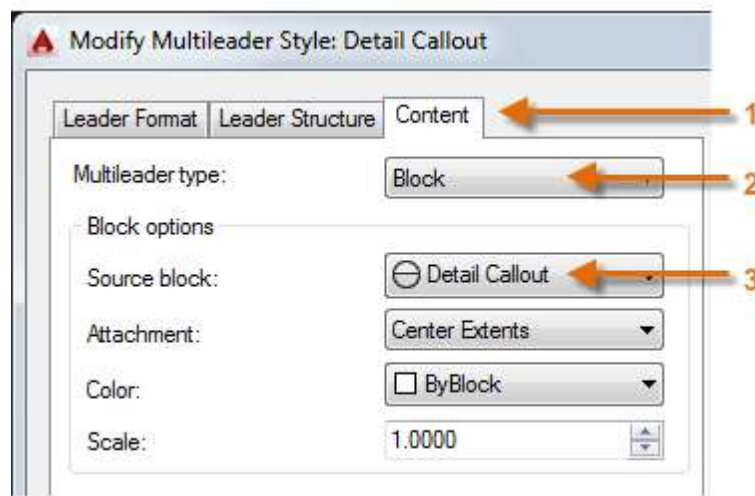 Modify Multileader Style: Detail Callout
Leader Format Leader Structure Content 1
Multileader type: Block 2
Block options
Source block: Detail Callout 3
Attachment: Center Extents
Color: ByBlock
Scale: 1.0000